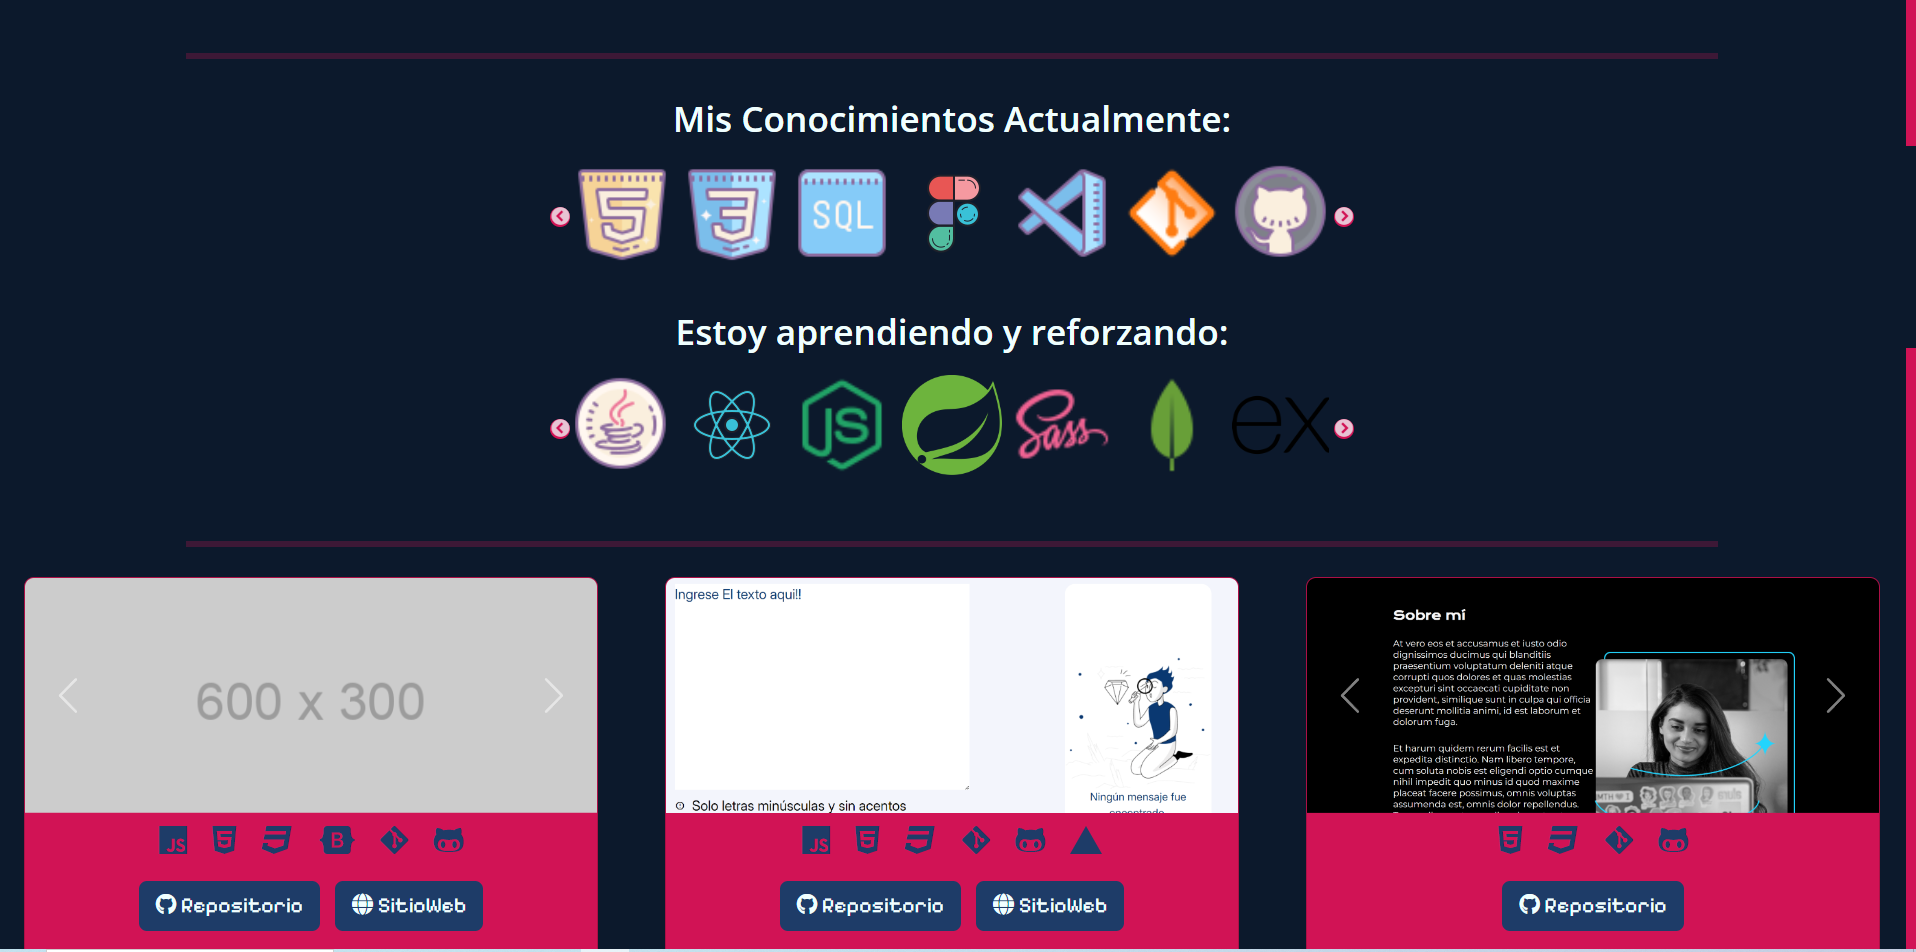 Mis Conocimientos Actualmente:
5
3
SQL
Estoy aprendiendo y reforzando:
JS
Sass
ex
600 x 300
JS
B
Repositorio
SitioWeb
Ingrese El texto aqui!!
Ningún mensaje fue
encontrado
Solo letras minúsculas y sin acentos
JS
Repositorio
SitioWeb
Sobre mí
At vero eos et accusamus et iusto odio
dignissimos ducimus qui blanditiis
praesentium voluptatum deleniti atque
corrupti quos dolores et quas molestias
excepturi sint occaecati cupiditate non
provident, similique sunt in culpa qui officia
deserunt mollitia animi, id est laborum et
dolorum fuga.
Et harum quidem rerum facilis est et
expedita distinctio. Nam libero tempore,
cum soluta nobis est eligendi optio cumque
nihil impedit quo minus id quod maxime
placeat facere possimus, omnis voluptas
assumenda est, omnis dolor repellendus.
Repositorio